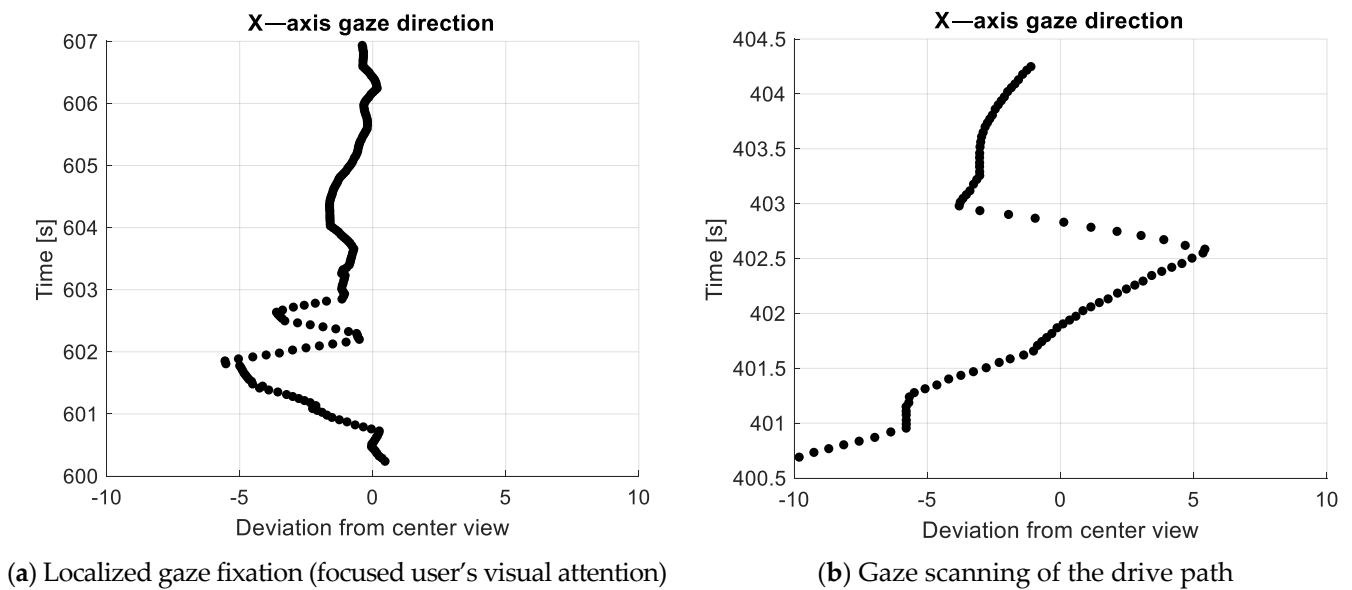 X—axis gaze direction
607
606
605
604
603
602
601
600
Time [s]
-10 -5 0 5 10
Deviation from center view
(a) Localized gaze fixation (focused user's visual attention)
X—axis gaze direction
404.5
404
403.5
403
402.5
402
401.5
401
400.5
Time [s]
-10 -5 0 5 10
Deviation from center view
(b) Gaze scanning of the drive path